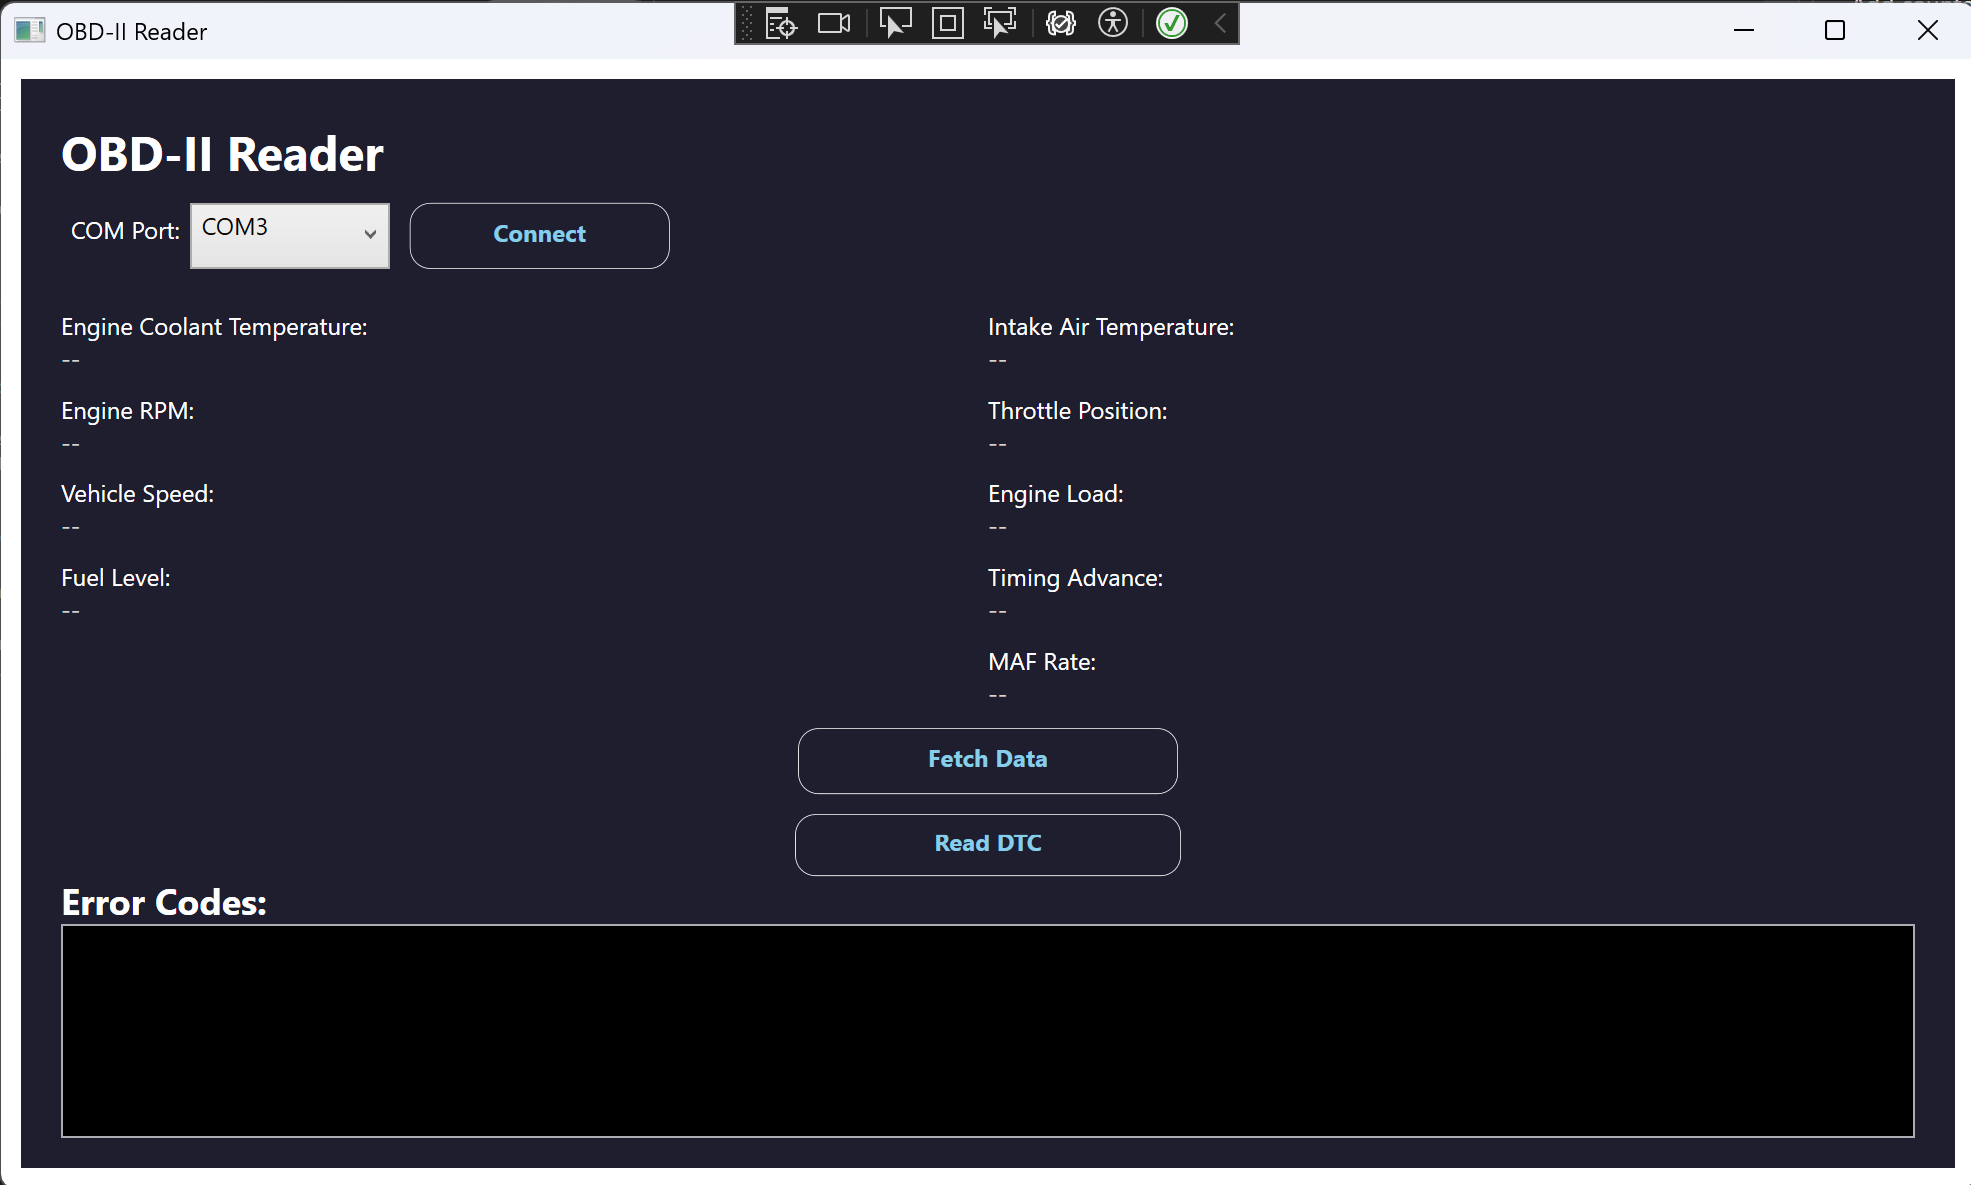 OBD-II Reader
OBD-II Reader
COM Port: COM3 Connect
Engine Coolant Temperature:
--
Engine RPM:
--
Vehicle Speed:
--
Fuel Level:
--
Intake Air Temperature:
--
Throttle Position:
--
Engine Load:
--
Timing Advance:
--
MAF Rate:
--
Fetch Data
Read DTC
Error Codes: